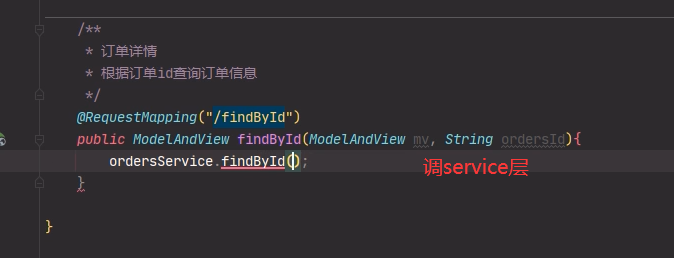 /**
* 订单详情
* 根据订单id查询订单信息
*/
@RequestMapping("/findById")
public ModelAndView findById(ModelAndView mv, String ordersId){
ordersService.findById(); 调service层
}
}